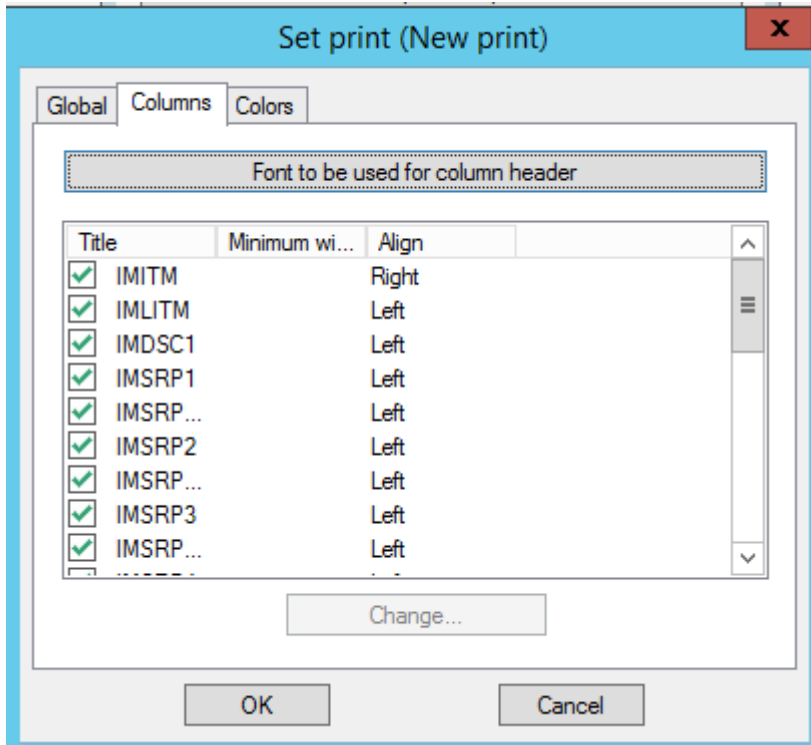 Set print (New print)
x
Global Columns Colors
Font to be used for column header
Title Minimum wi... Align
IMITM Right
IMLITM Left
IMDSC1 Left
IMSRP1 Left
IMSRP... Left
IMSRP2 Left
IMSRP... Left
IMSRP3 Left
IMSRP... Left
Change...
OK Cancel